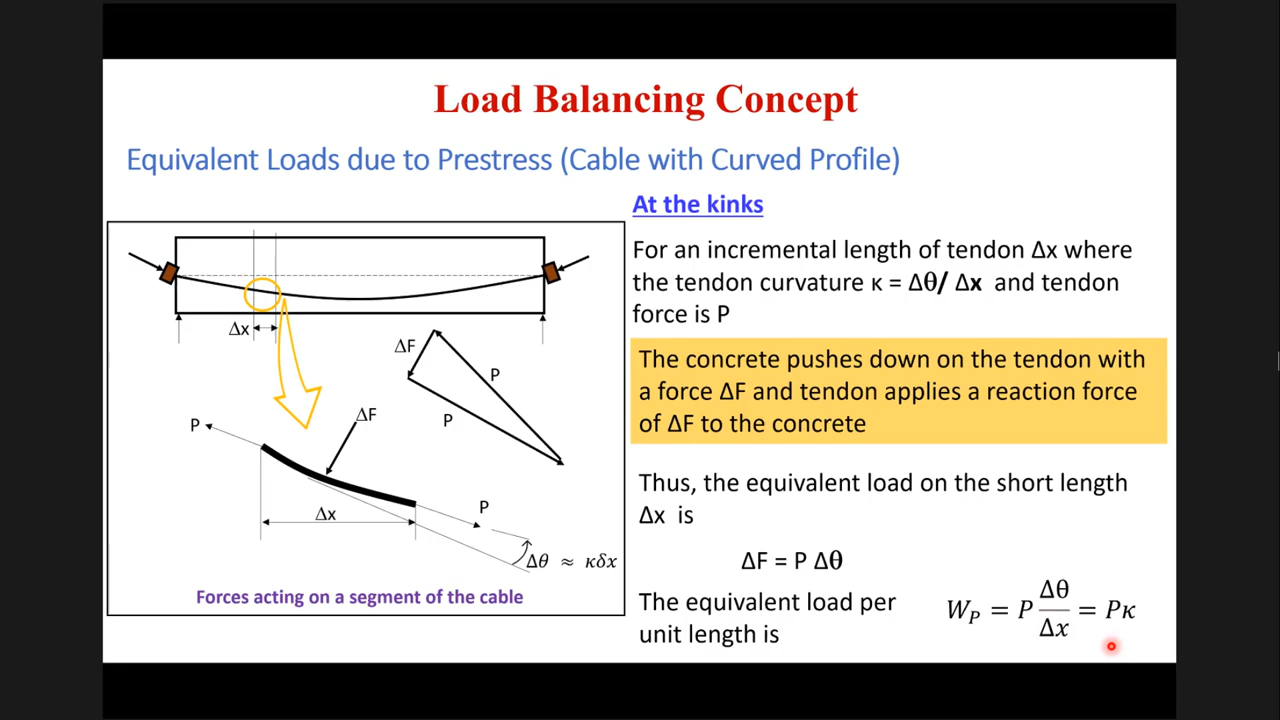 Load Balancing Concept
Equivalent Loads due to Prestress (Cable with Curved Profile)
Δx
ΔF
P
P
P
ΔF
P
Δx
Δθ ≈ κδx
Forces acting on a segment of the cable
At the kinks
For an incremental length of tendon Δx where
the tendon curvature κ = Δθ/ Δx and tendon
force is P
The concrete pushes down on the tendon with
a force ΔF and tendon applies a reaction force
of ΔF to the concrete
Thus, the equivalent load on the short length
Δx is
ΔF = P Δθ
The equivalent load per
unit length is
W_P = P Δθ/Δx = Pκ